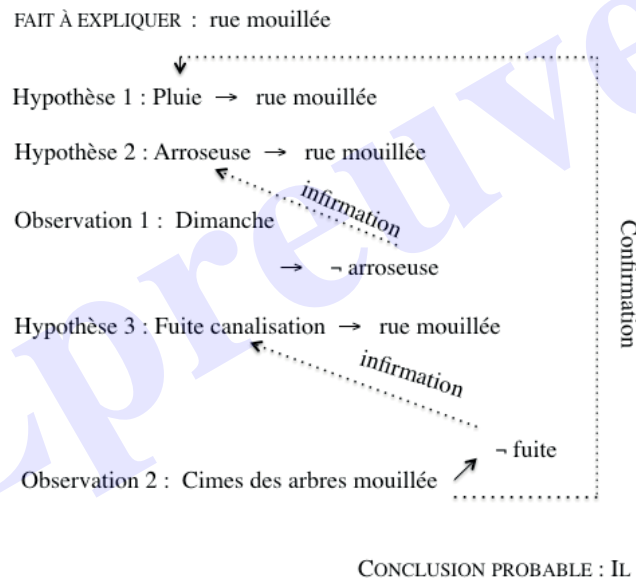 FAIT À EXPLIQUER : rue mouillée
Hypothèse 1 : Pluie → rue mouillée
Hypothèse 2 : Arroseuse → rue mouillée
infirmation
Observation 1 : Dimanche
→ ¬ arroseuse
Confirmation
Hypothèse 3 : Fuite canalisation → rue mouillée
infirmation
¬ fuite
Observation 2 : Cimes des arbres mouillée
CONCLUSION PROBABLE : IL